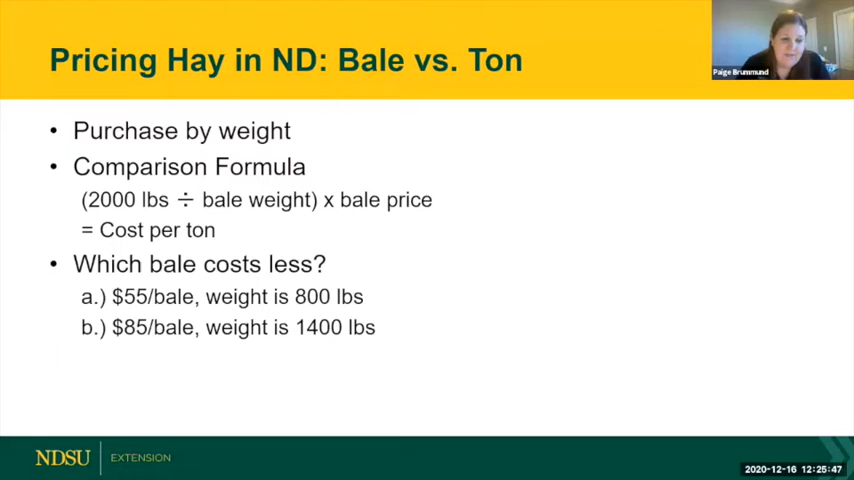 Pricing Hay in ND: Bale vs. Ton
Paige Brummund
• Purchase by weight
• Comparison Formula
(2000 lbs ÷ bale weight) x bale price
= Cost per ton
• Which bale costs less?
a.) $55/bale, weight is 800 lbs
b.) $85/bale, weight is 1400 lbs
NDSU EXTENSION
2020-12-16 12:25:47